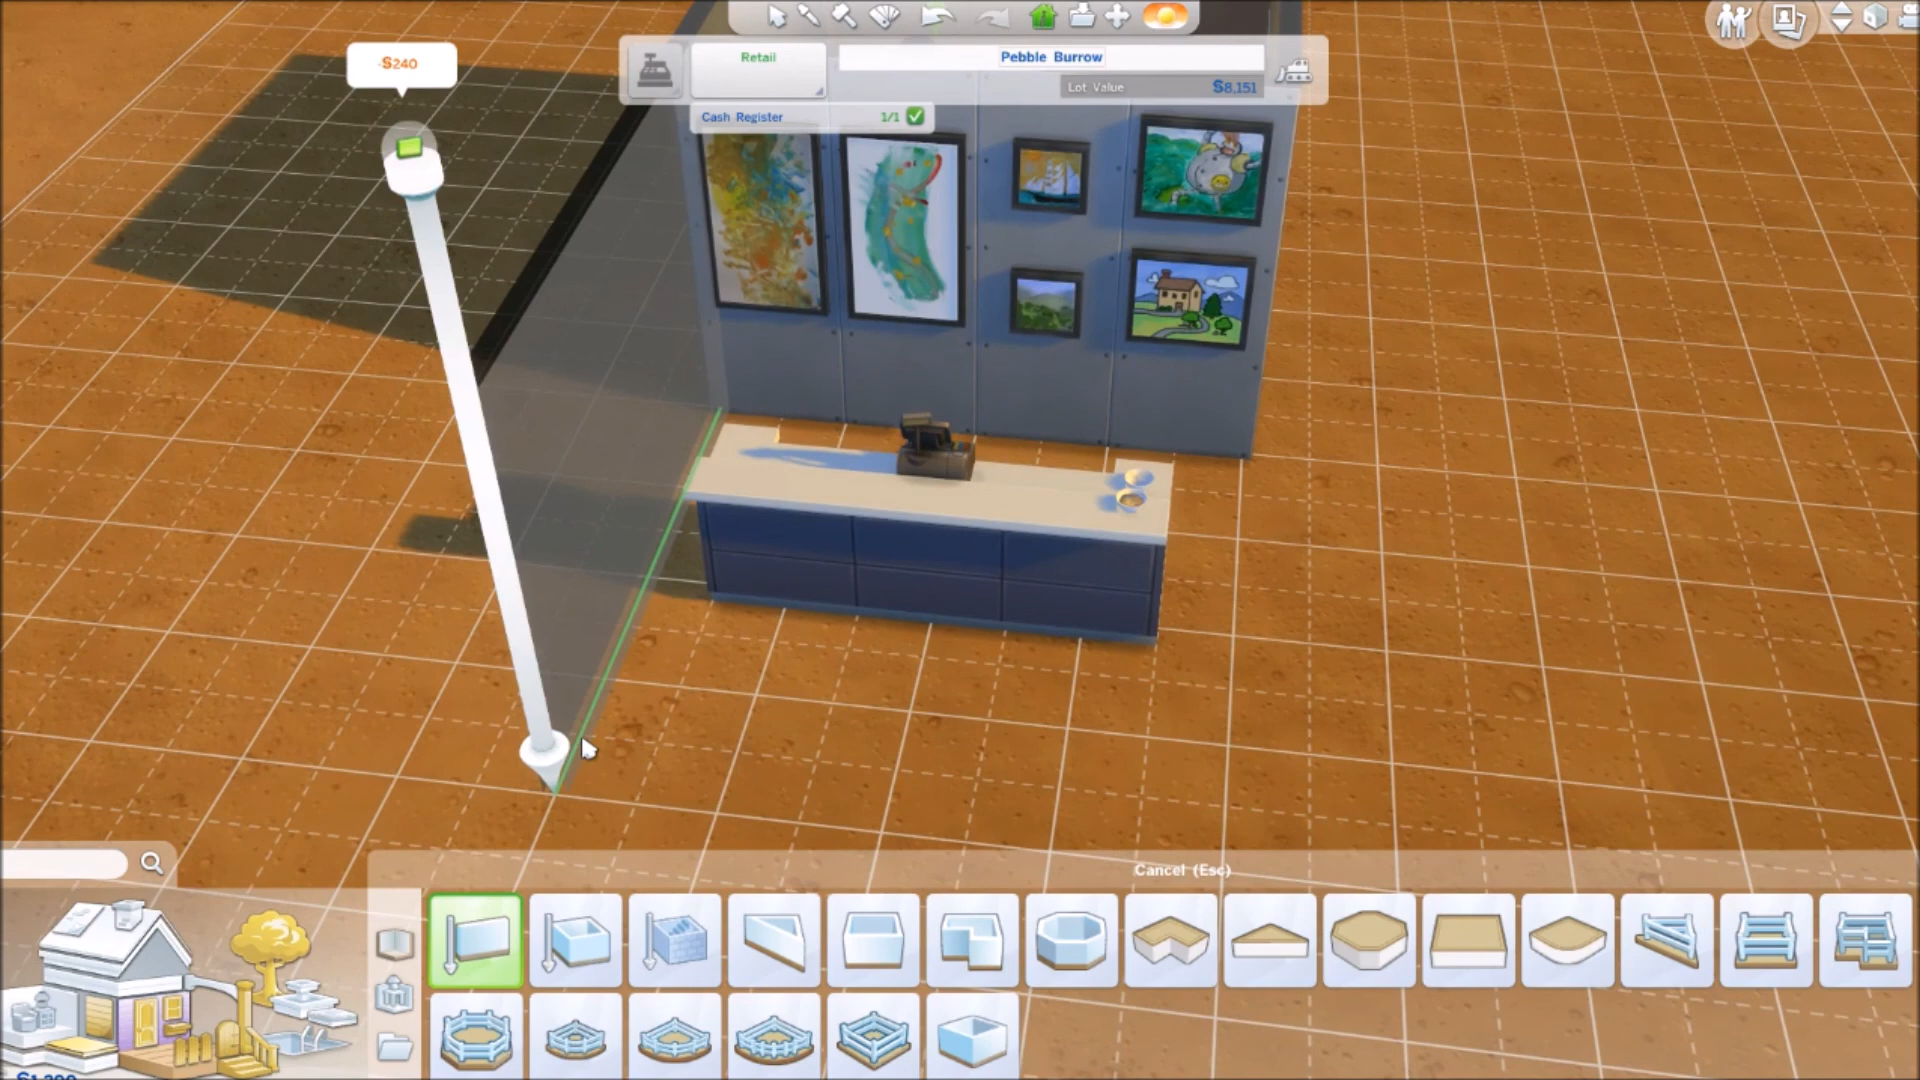 -$240
Retail
Pebble Burrow
Lot Value
§8,151
Cash Register
1/1
Cancel (Esc)